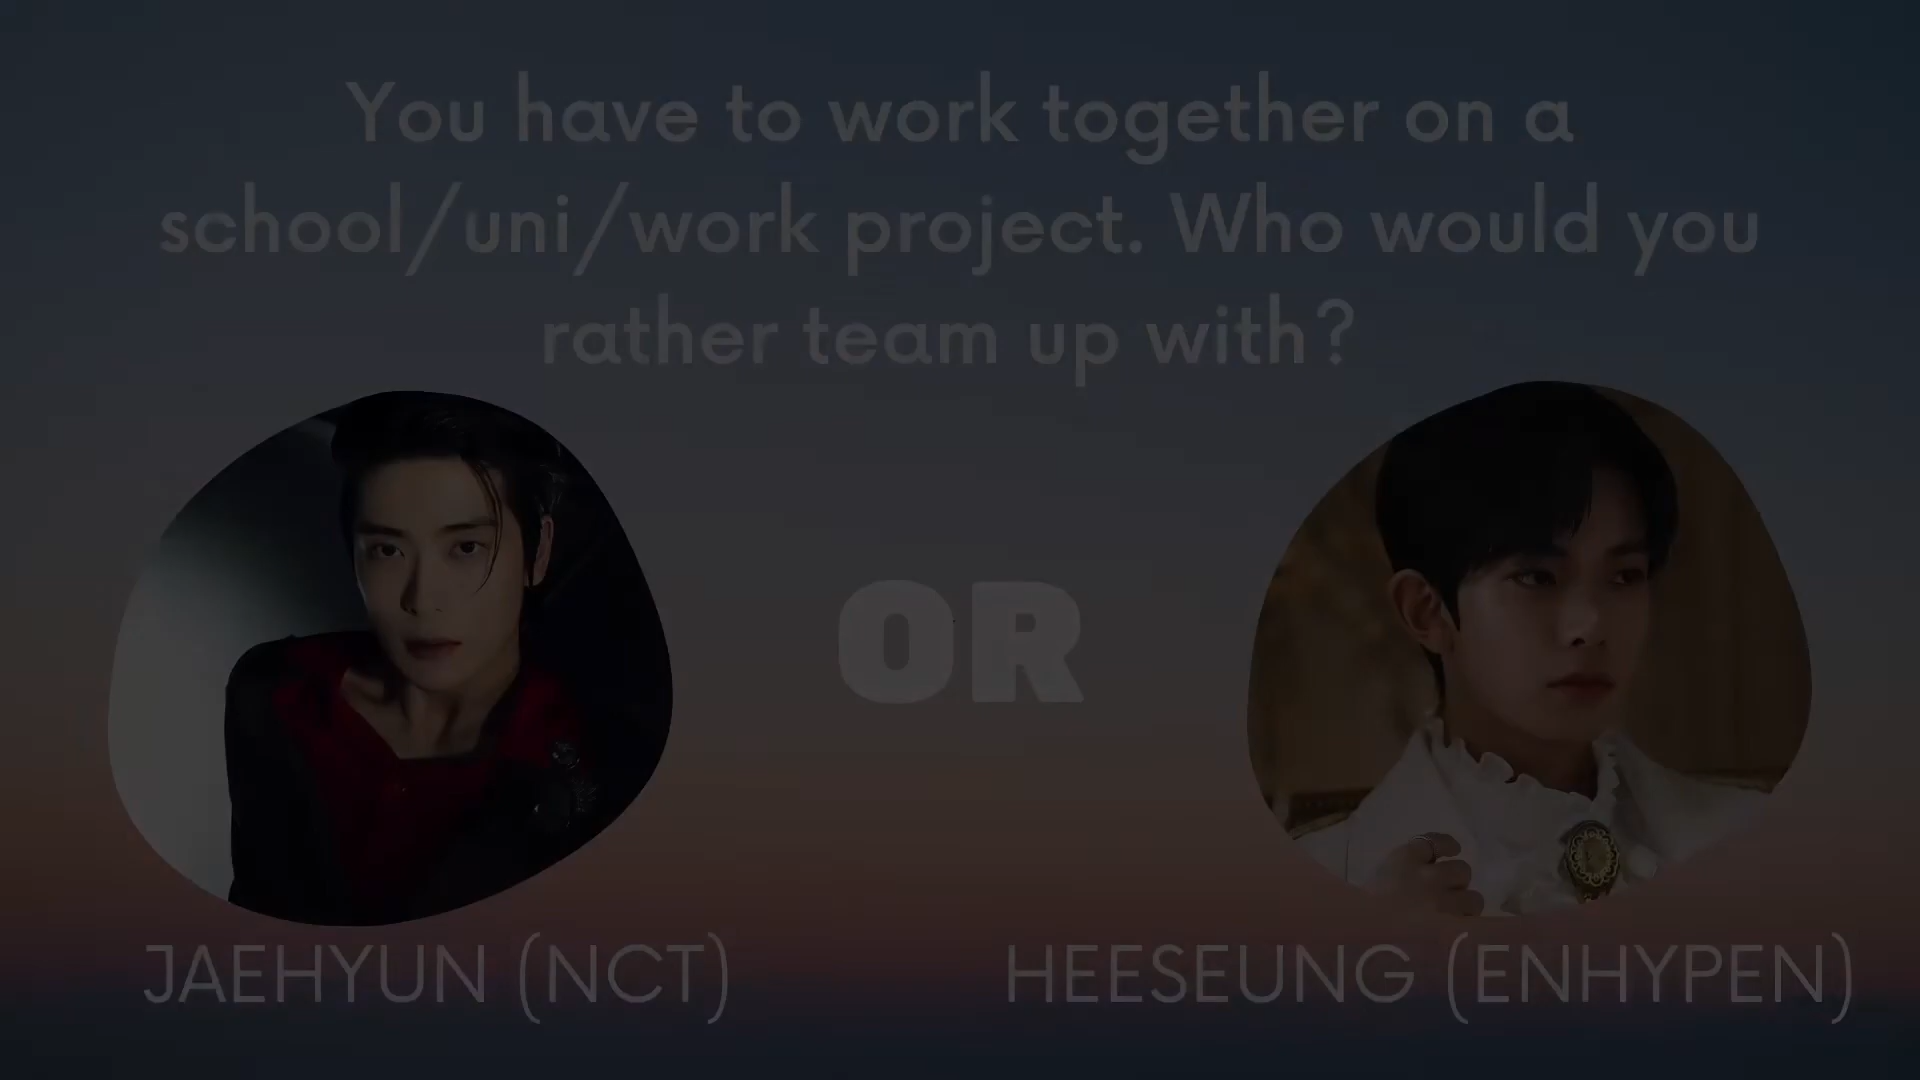 You have to work together on a
school/uni/work project. Who would you
rather team up with?
OR
JAEHYUN (NCT)
HEESEUNG (ENHYPEN)